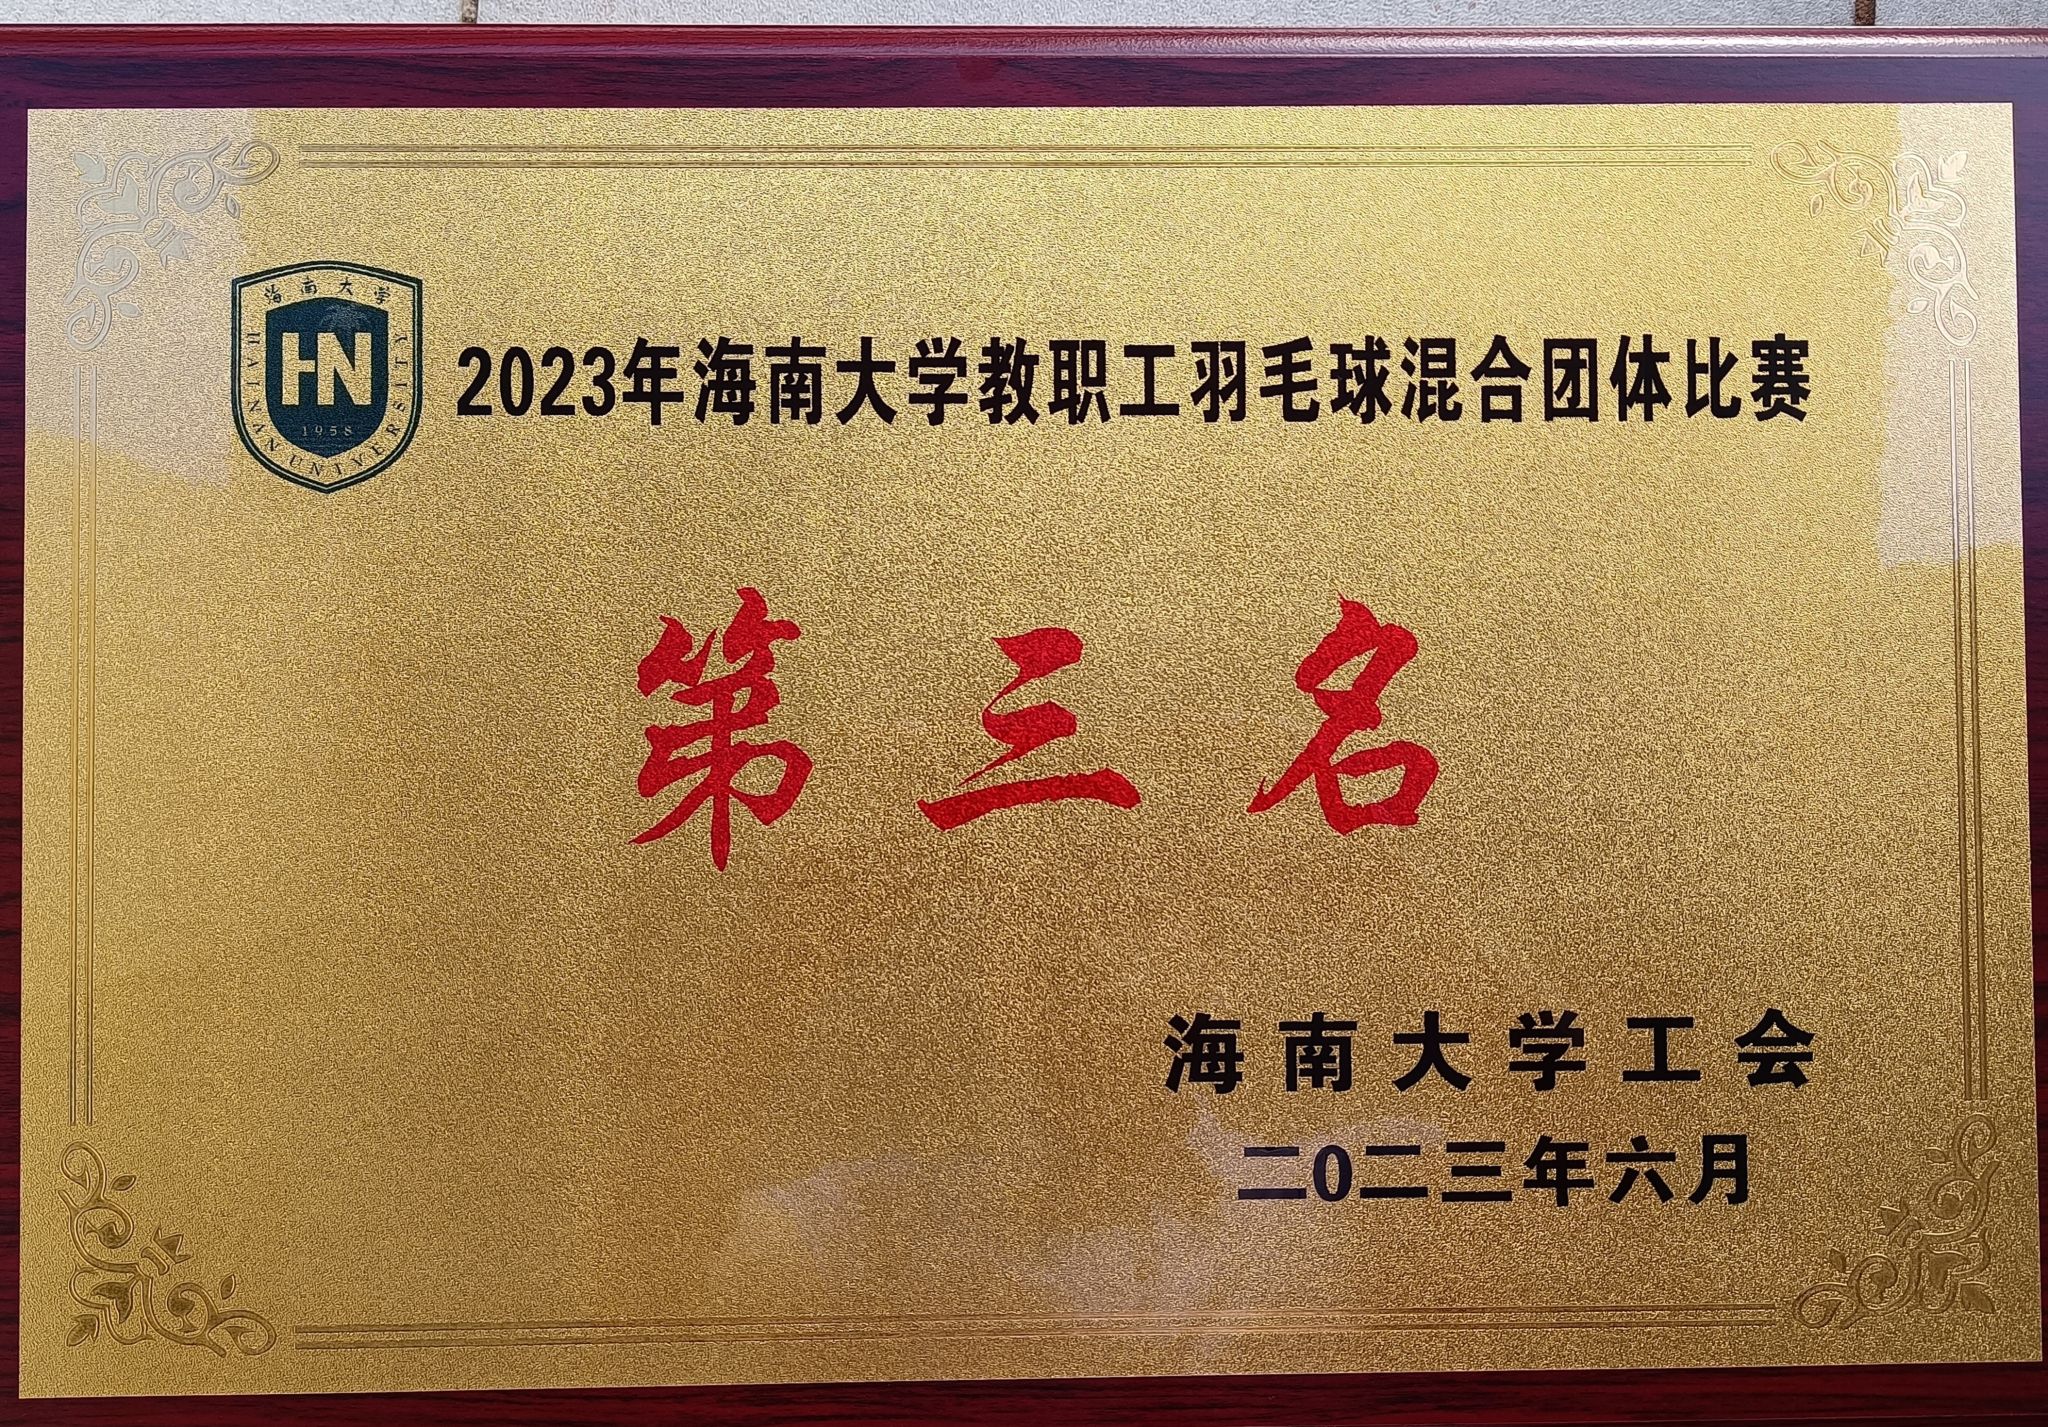 海南大学
HN
1958
HAINAN UNIVERSITY
2023年海南大学教职工羽毛球混合团体比赛
第三名
海南大学工会
二0二三年六月